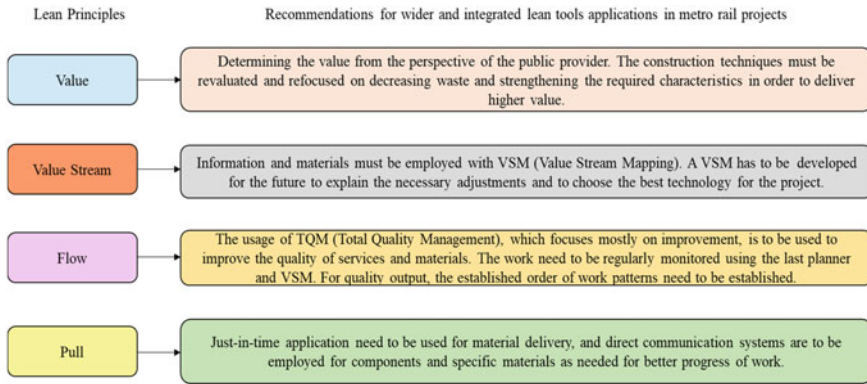 Lean Principles
Recommendations for wider and integrated lean tools applications in metro rail projects
Value
Determining the value from the perspective of the public provider. The construction techniques must be
revaluated and refocused on decreasing waste and strengthening the required characteristics in order to deliver
higher value.
Value Stream
Information and materials must be employed with VSM (Value Stream Mapping). A VSM has to be developed
for the future to explain the necessary adjustments and to choose the best technology for the project.
Flow
The usage of TQM (Total Quality Management), which focuses mostly on improvement, is to be used to
improve the quality of services and materials. The work need to be regularly monitored using the last planner
and VSM. For quality output, the established order of work patterns need to be established.
Pull
Just-in-time application need to be used for material delivery, and direct communication systems are to be
employed for components and specific materials as needed for better progress of work.